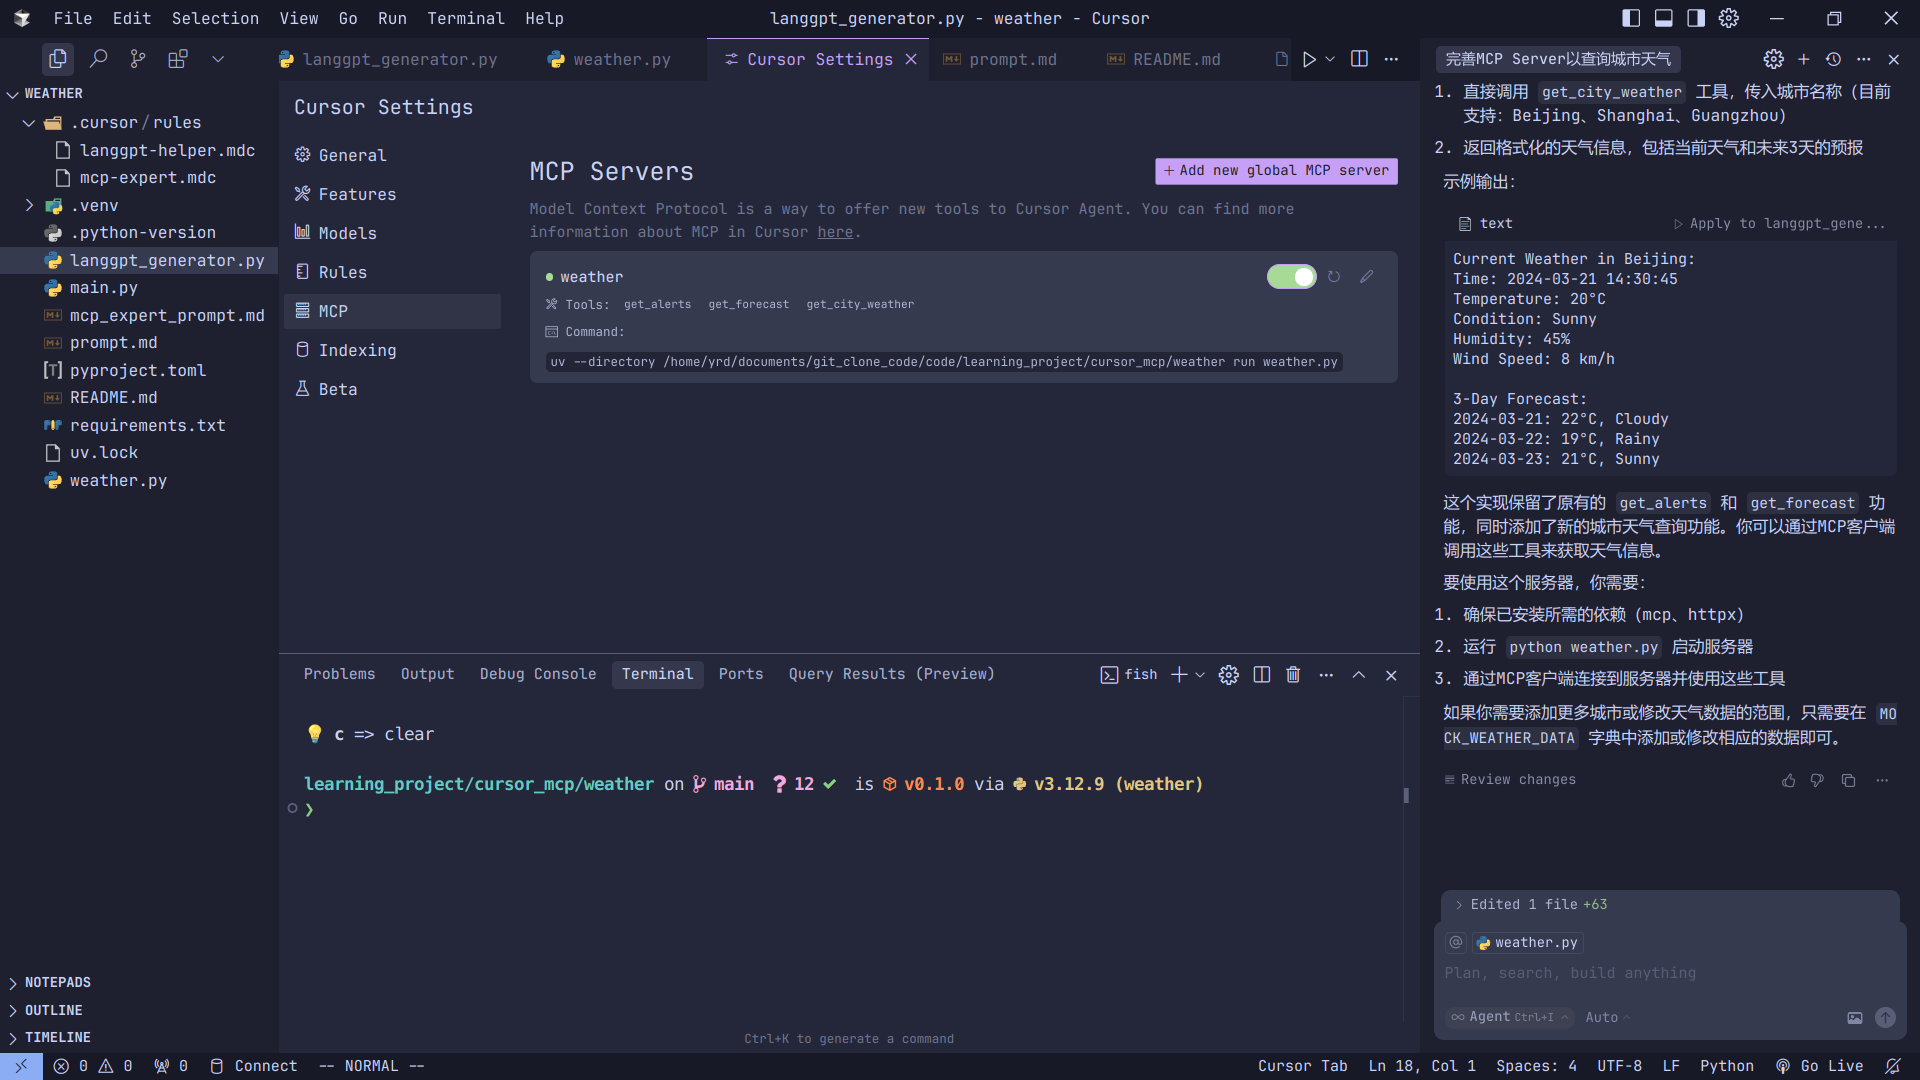 File Edit Selection View Go Run Terminal Help
langgpt_generator.py - weather - Cursor
langgpt_generator.py
weather.py
Cursor Settings
prompt.md
README.md
WEATHER
.cursor/rules
langgpt-helper.mdc
mcp-expert.mdc
.venv
.python-version
langgpt_generator.py
main.py
mcp_expert_prompt.md
prompt.md
pyproject.toml
README.md
requirements.txt
uv.lock
weather.py
NOTEPADS
OUTLINE
TIMELINE
Cursor Settings
General
Features
Models
Rules
MCP
Indexing
Beta
MCP Servers
+ Add new global MCP server
Model Context Protocol is a way to offer new tools to Cursor Agent. You can find more
information about MCP in Cursor here.
weather
Tools: get_alerts get_forecast get_city_weather
Command:
uv --directory /home/yrd/documents/git_clone_code/code/learning_project/cursor_mcp/weather run weather.py
Problems Output Debug Console Terminal Ports Query Results (Preview)
fish
c => clear
learning_project/cursor_mcp/weather on main ? 12 ✓ is v0.1.0 via v3.12.9 (weather)
❯
Ctrl+K to generate a command
完善MCP Server以查询城市天气
1. 直接调用 get_city_weather 工具，传入城市名称（目前
支持：Beijing、Shanghai、Guangzhou）
2. 返回格式化的天气信息，包括当前天气和未来3天的预报
示例输出：
text
Apply to langgpt_gene...
Current Weather in Beijing:
Time: 2024-03-21 14:30:45
Temperature: 20°C
Condition: Sunny
Humidity: 45%
Wind Speed: 8 km/h
3-Day Forecast:
2024-03-21: 22°C, Cloudy
2024-03-22: 19°C, Rainy
2024-03-23: 21°C, Sunny
这个实现保留了原有的 get_alerts 和 get_forecast 功
能，同时添加了新的城市天气查询功能。你可以通过MCP客户端
调用这些工具来获取天气信息。
要使用这个服务器，你需要：
1. 确保已安装所需的依赖（mcp、httpx）
2. 运行 python weather.py 启动服务器
3. 通过MCP客户端连接到服务器并使用这些工具
如果你需要添加更多城市或修改天气数据的范围，只需要在 MO
CK_WEATHER_DATA 字典中添加或修改相应的数据即可。
Review changes
Edited 1 file +63
@ weather.py
Plan, search, build anything
∞ Agent Ctrl+I Auto
0 0 0 Connect -- NORMAL --
Cursor Tab Ln 18, Col 1 Spaces: 4 UTF-8 LF Python Go Live